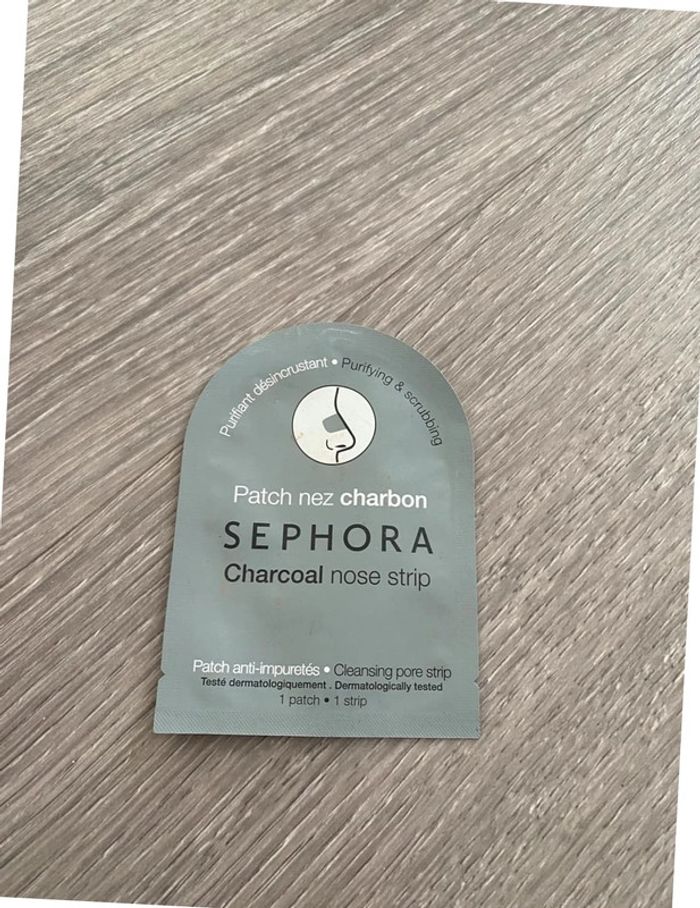 Purifiant désincrustant • Purifying & scrubbing
Patch nez charbon
SEPHORA
Charcoal nose strip
Patch anti-impuretés • Cleansing pore strip
Testé dermatologiquement . Dermatologically tested
1 patch • 1 strip